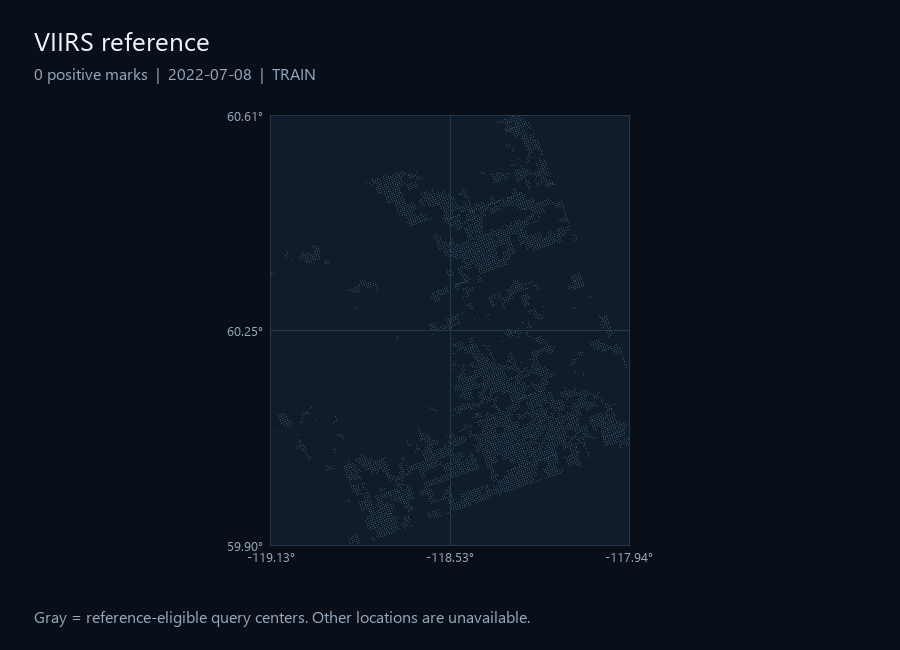 VIIRS reference
0 positive marks | 2022-07-08 | TRAIN
60.61°
60.25°
59.90°
-119.13°
-118.53°
-117.94°
Gray = reference-eligible query centers. Other locations are unavailable.